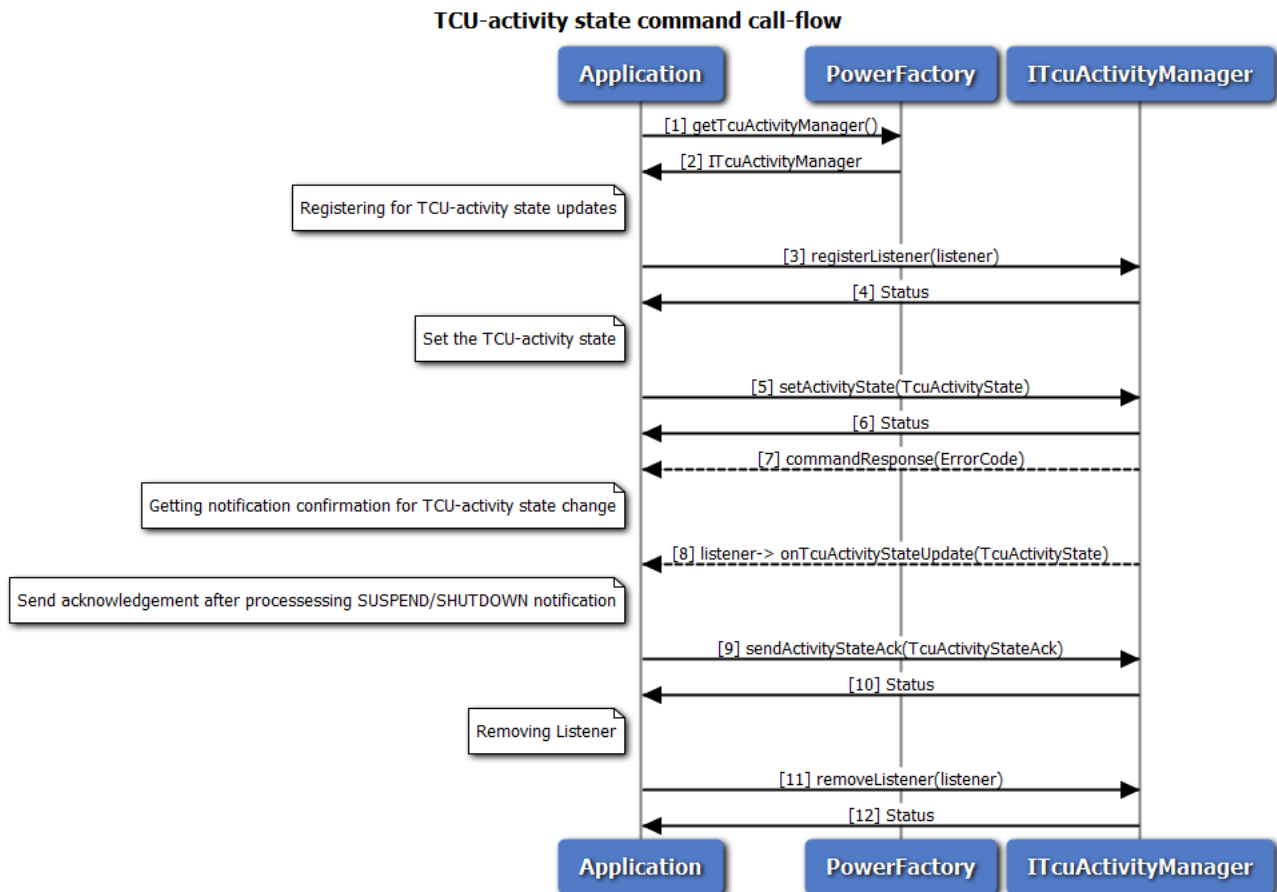 TCU-activity state command call-flow
Application
PowerFactory
ITcuActivityManager
[1] getTcuActivityManager()
[2] ITcuActivityManager
Registering for TCU-activity state updates
[3] registerListener(listener)
[4] Status
Set the TCU-activity state
[5] setActivityState(TcuActivityState)
[6] Status
[7] commandResponse(ErrorCode)
Getting notification confirmation for TCU-activity state change
[8] listener-> onTcuActivityStateUpdate(TcuActivityState)
Send acknowledgement after processessing SUSPEND/SHUTDOWN notification
[9] sendActivityStateAck(TcuActivityStateAck)
[10] Status
Removing Listener
[11] removeListener(listener)
[12] Status
Application
PowerFactory
ITcuActivityManager